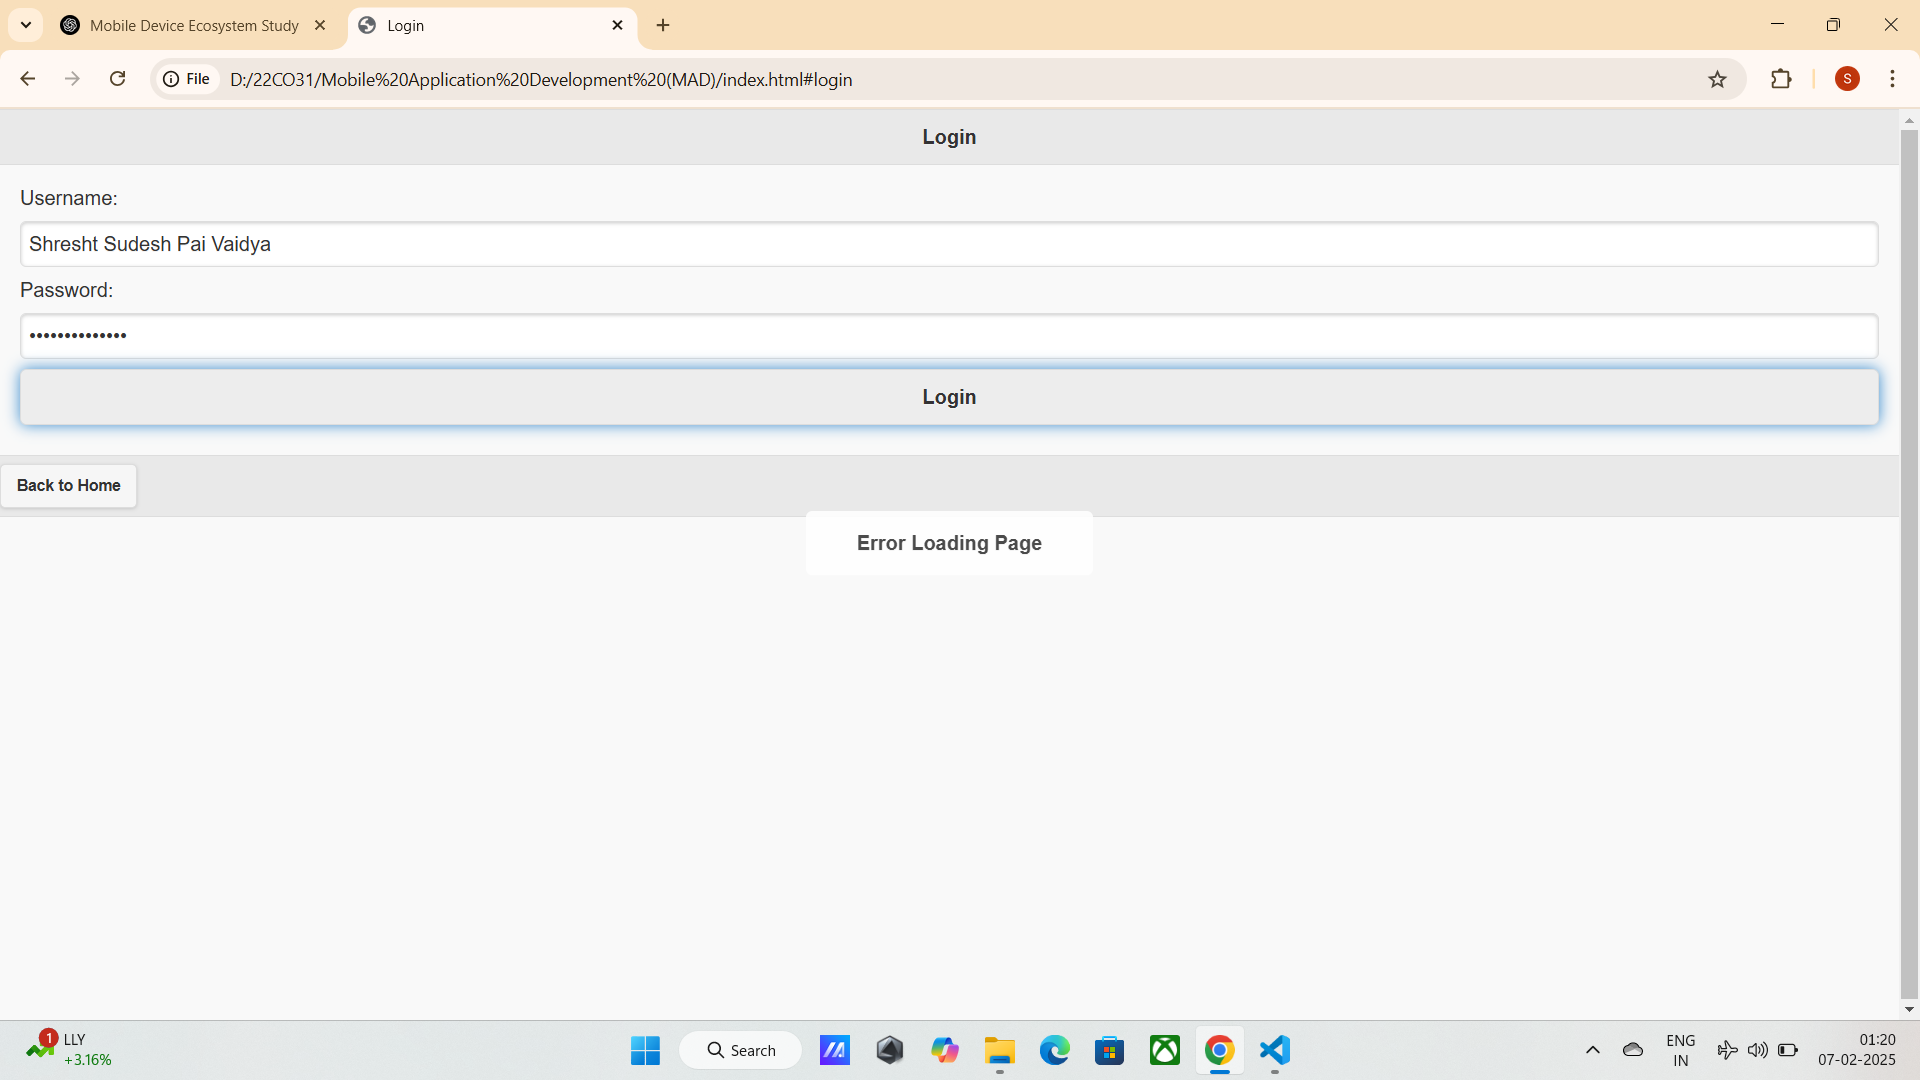 Mobile Device Ecosystem Study
Login
File
D:/22CO31/Mobile%20Application%20Development%20(MAD)/index.html#login
S
Login
Username:
Shresht Sudesh Pai Vaidya
Password:
••••••••••••••
Login
Back to Home
Error Loading Page
1
LLY
+3.16%
Search
ENG
IN
01:20
07-02-2025